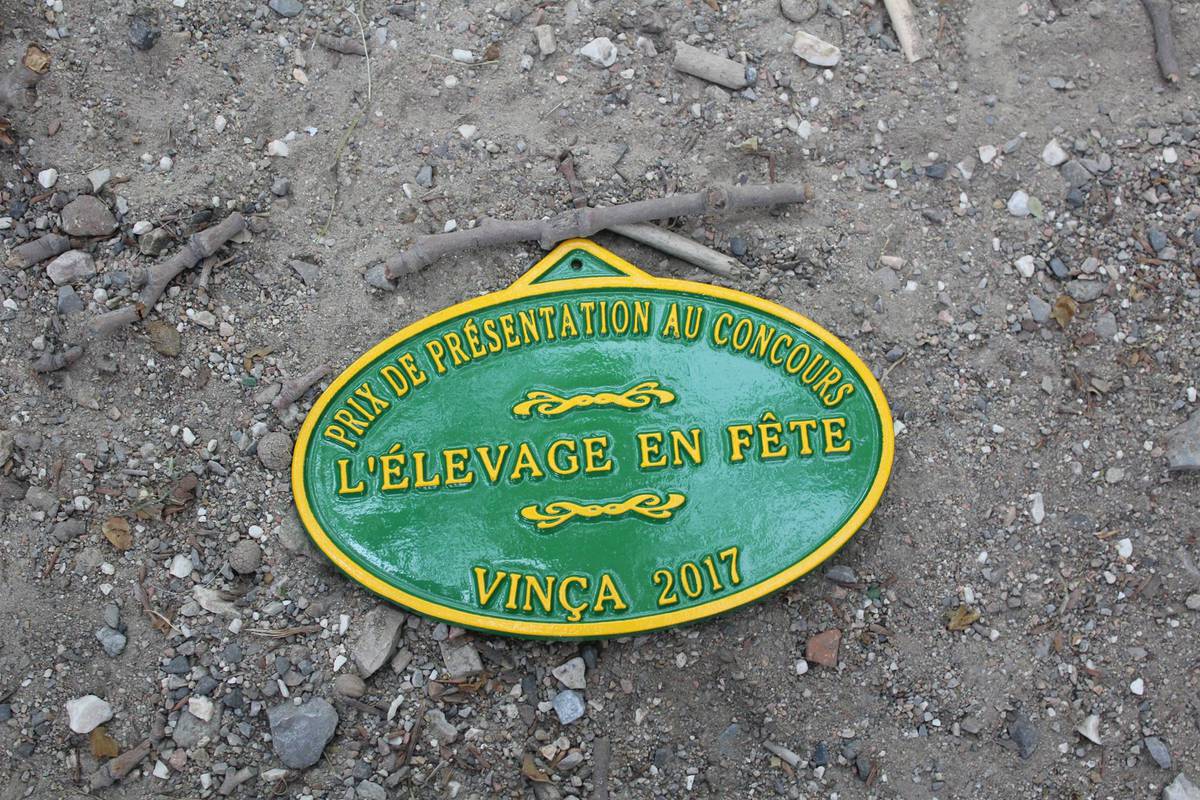 PRIX DE PRÉSENTATION AU CONCOURS
L'ÉLEVAGE EN FÊTE
VINÇA 2017